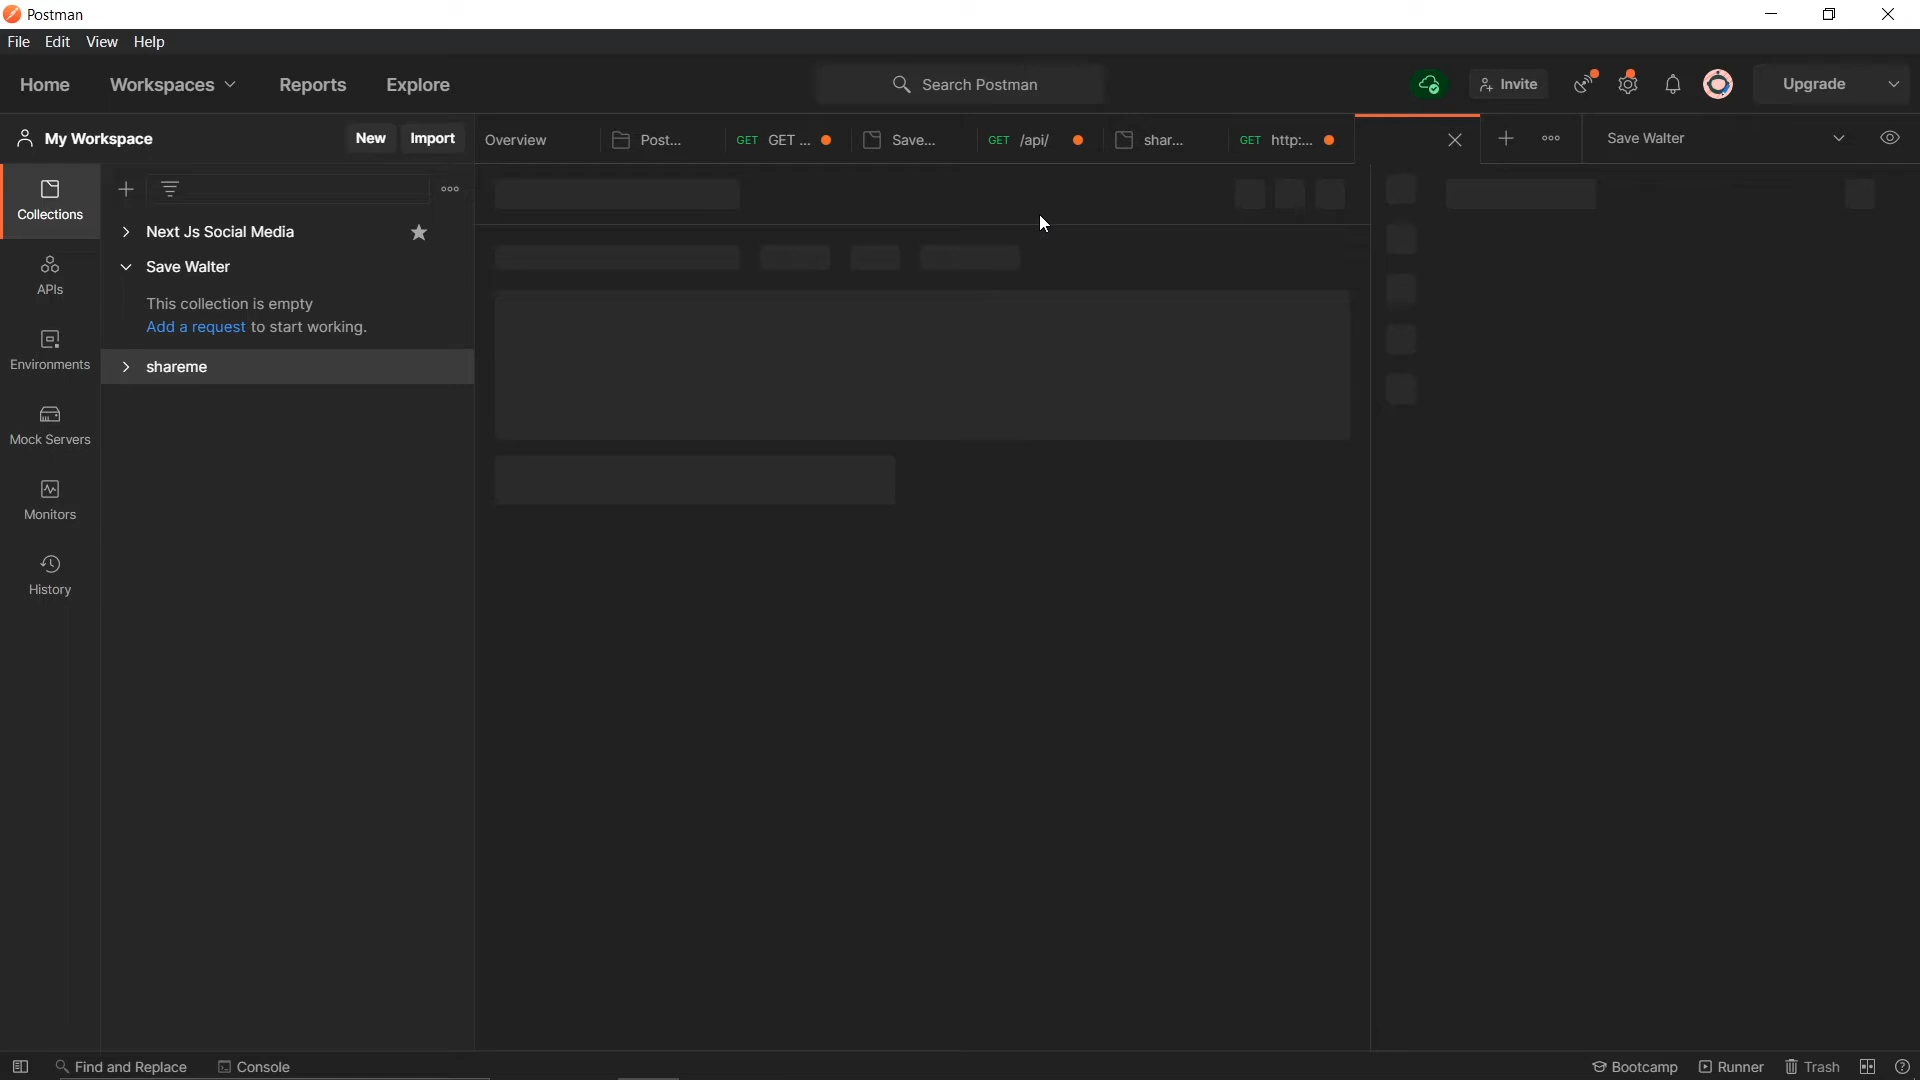 Postman
File Edit View Help
Home Workspaces Reports Explore Search Postman Invite Upgrade
My Workspace New Import Overview Post... GET GET ... Save... GET /api/ shar... GET http:... Save Walter
Collections
Next Js Social Media
Save Walter
APIs
This collection is empty
Add a request to start working.
Environments
shareme
Mock Servers
Monitors
History
Find and Replace Console Bootcamp Runner Trash